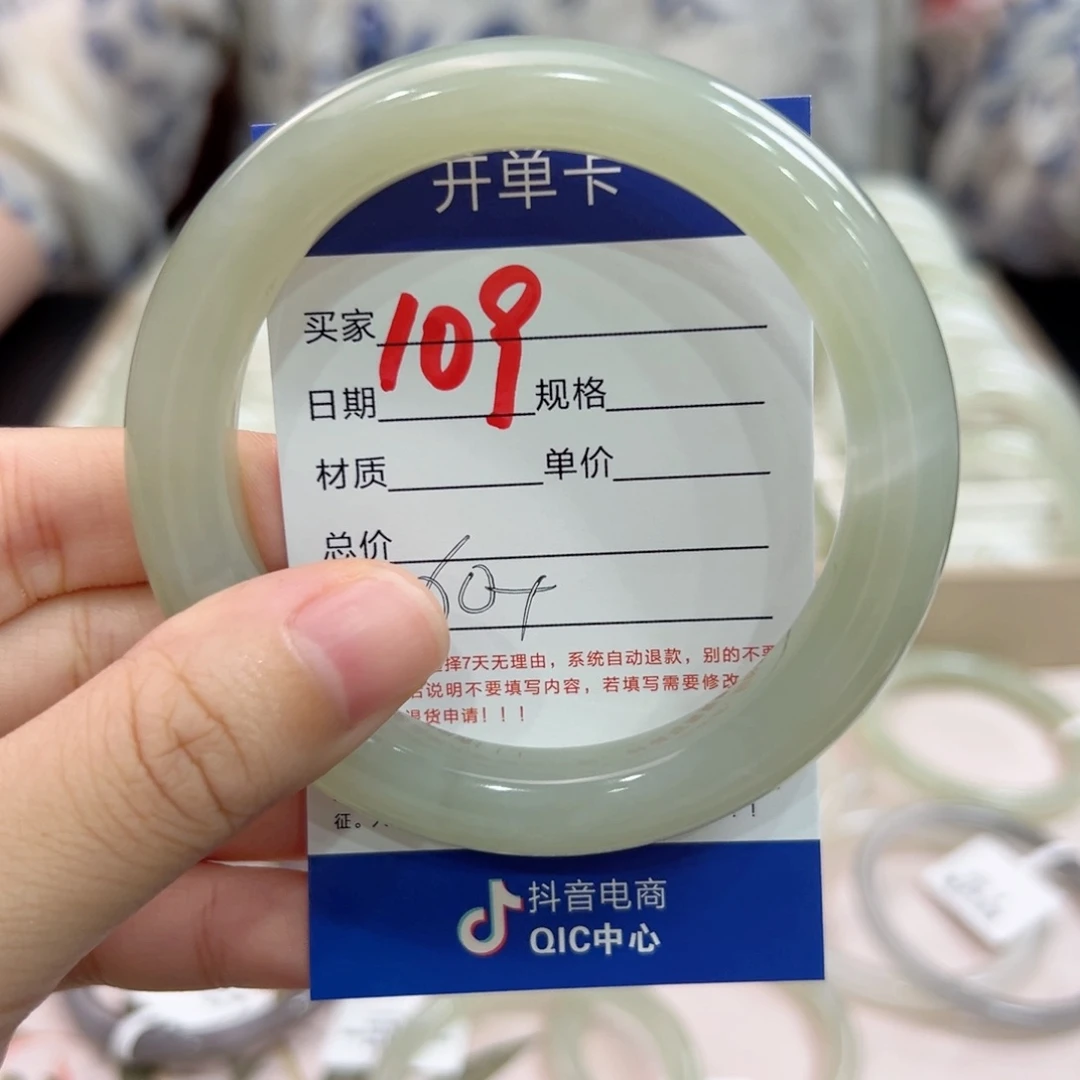 开单卡
买家 109
日期 规格
材质 单价
总价
择7天无理由，系统自动退款，别的不要
说明不要填写内容，若填写需要修改
退货申请！！！
征。
！！
抖音电商
QIC中心